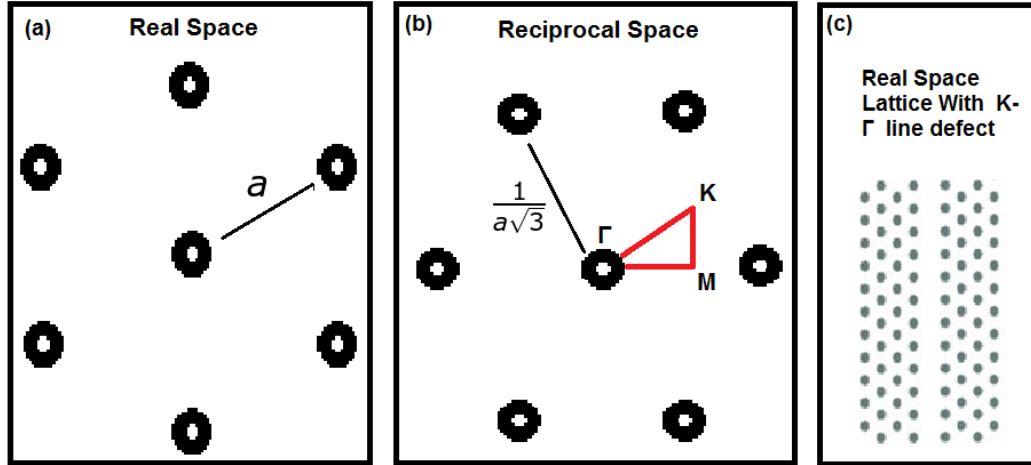 (a)
Real Space
a
(b)
Reciprocal Space
1
a√3
Γ
K
M
(c)
Real Space
Lattice With K-
Γ line defect